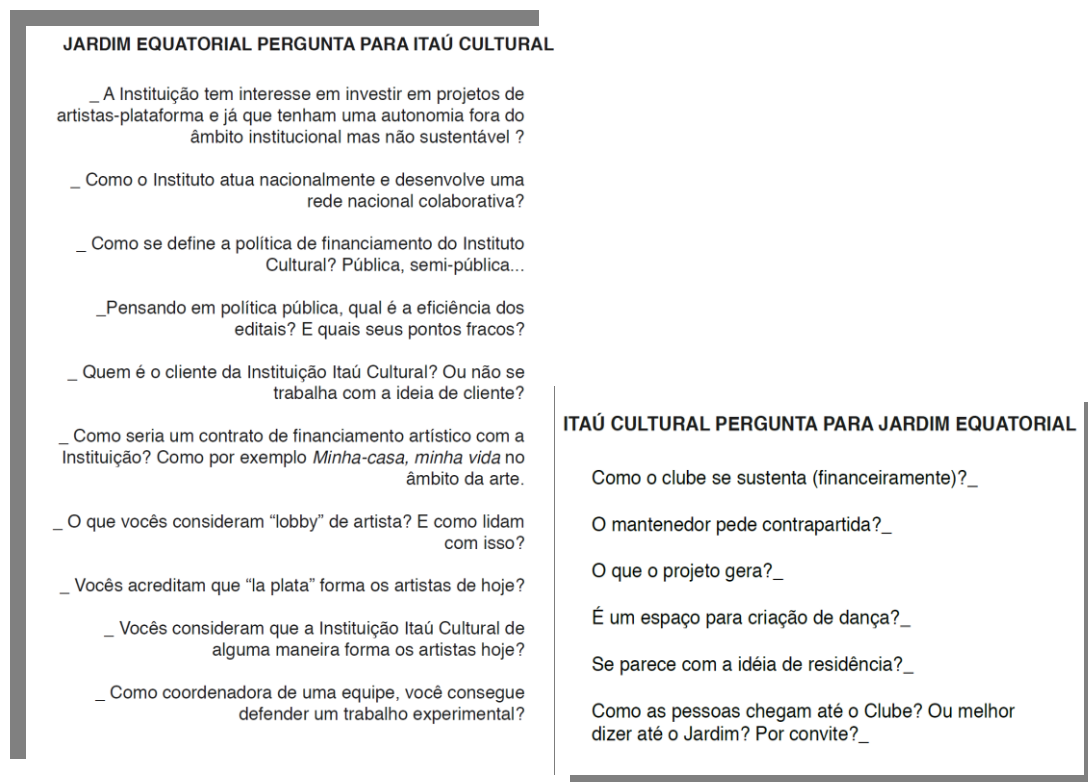 JARDIM EQUATORIAL PERGUNTA PARA ITAÚ CULTURAL
_ A Instituição tem interesse em investir em projetos de
artistas-plataforma e já que tenham uma autonomia fora do
âmbito institucional mas não sustentável ?
_ Como o Instituto atua nacionalmente e desenvolve uma
rede nacional colaborativa?
_ Como se define a política de financiamento do Instituto
Cultural? Pública, semi-pública...
_Pensando em política pública, qual é a eficiência dos
editais? E quais seus pontos fracos?
_ Quem é o cliente da Instituição Itaú Cultural? Ou não se
trabalha com a ideia de cliente?
_ Como seria um contrato de financiamento artístico com a
Instituição? Como por exemplo Minha-casa, minha vida no
âmbito da arte.
_ O que vocês consideram “lobby” de artista? E como lidam
com isso?
_ Vocês acreditam que “la plata” forma os artistas de hoje?
_ Vocês consideram que a Instituição Itaú Cultural de
alguma maneira forma os artistas hoje?
_ Como coordenadora de uma equipe, você consegue
defender um trabalho experimental?
ITAÚ CULTURAL PERGUNTA PARA JARDIM EQUATORIAL
Como o clube se sustenta (financeiramente)?_
O mantenedor pede contrapartida?_
O que o projeto gera?_
É um espaço para criação de dança?_
Se parece com a idéia de residência?_
Como as pessoas chegam até o Clube? Ou melhor
dizer até o Jardim? Por convite?_